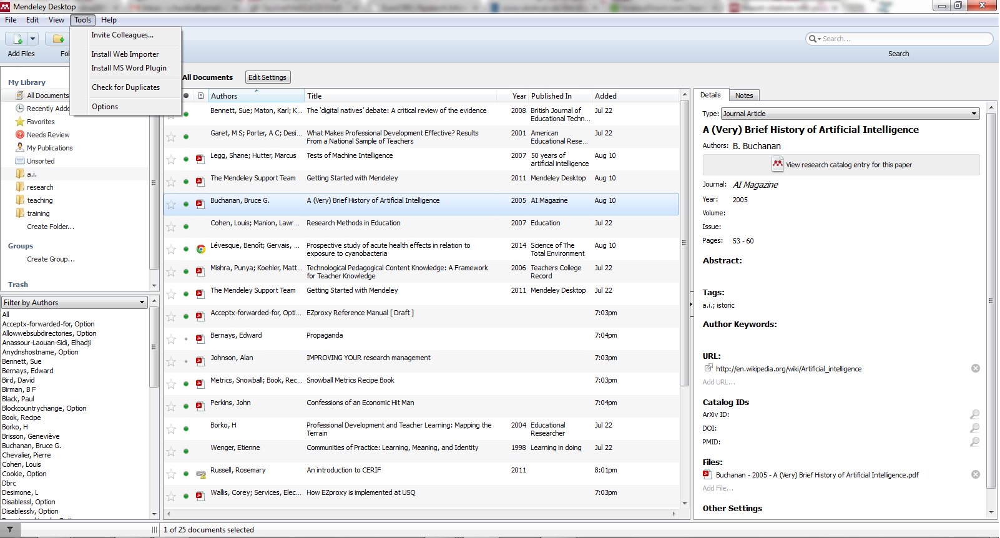 Mendeley Desktop
File Edit View Tools Help
Invite Colleagues...
Install Web Importer
Install MS Word Plugin
Check for Duplicates
Options
Add Files
Fol
Search...
Search
My Library
All Documents
Recently Adde
Favorites
Needs Review
My Publications
Unsorted
a.i.
research
teaching
training
Create Folder...
Groups
Create Group...
Trash
Filter by Authors
All
Acceptx-forwarded-for, Option
Allowwebsubdirectories, Option
Anassour-Laouan-Sidi, Elhadji
Anydnshostname, Option
Bennett, Sue
Bernays, Edward
Bird, David
Birman, B F
Black, Paul
Blockcountrychange, Option
Book, Recipe
Borko, H
Brisson, Geneviève
Buchanan, Bruce G.
Chevalier, Pierre
Cohen, Louis
Cookie, Option
Dbrc
Desimone, L
Disablessl, Option
Disablesslv, Option
All Documents Edit Settings
Authors Title Year Published In Added
Bennett, Sue; Maton, Karl; K... The 'digital natives' debate: A critical review of the evidence 2008 British Journal of Jul 22
Educational Techn...
Garet, M S; Porter, A C; Desi... What Makes Professional Development Effective? Results 2001 American Jul 22
From a National Sample of Teachers Educational Rese...
Legg, Shane; Hutter, Marcus Tests of Machine Intelligence 2007 50 years of Aug 10
artificial intelligence
The Mendeley Support Team Getting Started with Mendeley 2011 Mendeley Desktop Aug 10
Buchanan, Bruce G. A (Very) Brief History of Artificial Intelligence 2005 AI Magazine Aug 10
Cohen, Louis; Manion, Lawr... Research Methods in Education 2007 Education Jul 22
Lévesque, Benoît; Gervais, ... Prospective study of acute health effects in relation to 2014 Science of The Aug 10
exposure to cyanobacteria Total Environment
Mishra, Punya; Koehler, Matt... Technological Pedagogical Content Knowledge: A Framework 2006 Teachers College Jul 22
for Teacher Knowledge Record
The Mendeley Support Team Getting Started with Mendeley 2011 Mendeley Desktop Jul 22
Acceptx-forwarded-for, Opti... EZproxy Reference Manual [ Draft ] 7:03pm
Bernays, Edward Propaganda 7:04pm
Johnson, Alan IMPROVING YOUR research management 7:03pm
Metrics, Snowball; Book, Rec... Snowball Metrics Recipe Book 7:03pm
Perkins, John Confessions of an Economic Hit Man 7:04pm
Borko, H Professional Development and Teacher Learning: Mapping the 2004 Educational Jul 22
Terrain Researcher
Wenger, Etienne Communities of Practice: Learning, Meaning, and Identity 1998 Learning in doing Jul 22
Russell, Rosemary An introduction to CERIF 2011 8:01pm
Wallis, Corey; Services, Elec... How EZproxy is implemented at USQ 7:03pm
Details Notes
Type: Journal Article
A (Very) Brief History of Artificial Intelligence
Authors: B. Buchanan
View research catalog entry for this paper
Journal: AI Magazine
Year: 2005
Volume:
Issue:
Pages: 53 - 60
Abstract:
Tags:
a.i.; istoric
Author Keywords:
URL:
http://en.wikipedia.org/wiki/Artificial_intelligence
Add URL...
Catalog IDs
ArXiv ID:
DOI:
PMID:
Files:
Buchanan - 2005 - A (Very) Brief History of Artificial Intelligence.pdf
Add File...
Other Settings
1 of 25 documents selected